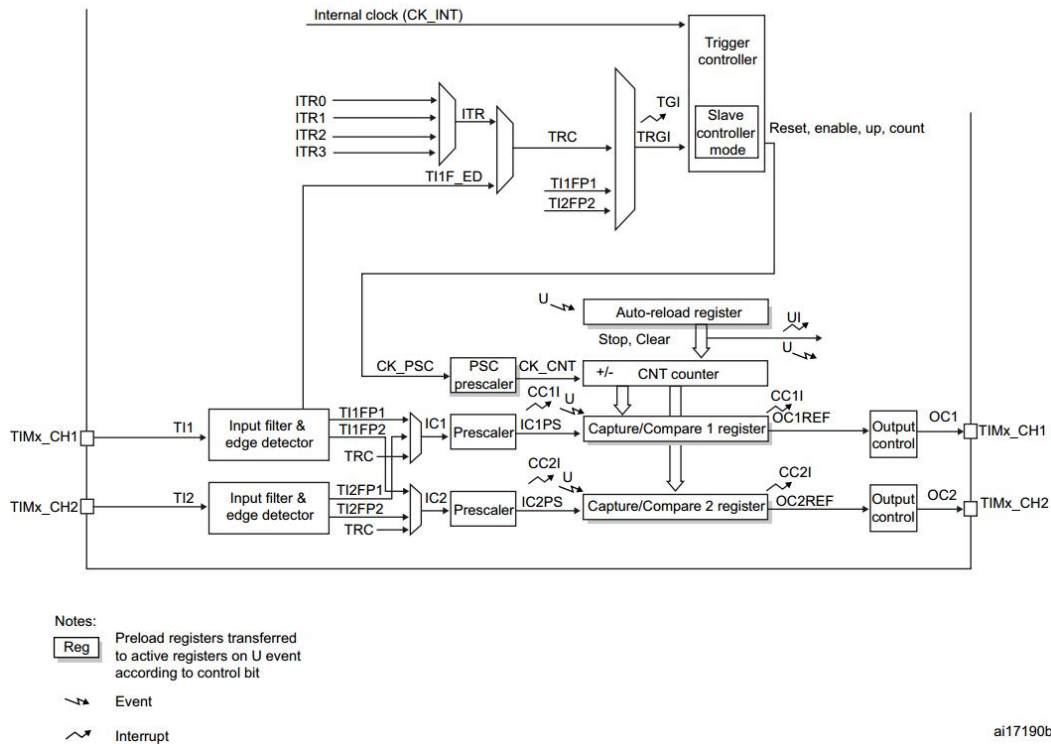 Internal clock (CK_INT)
Trigger
controller
ITR0
ITR1
ITR2
ITR3
ITR
TI1F_ED
TRC
TI1FP1
TI2FP2
TGI
TRGI
Slave
controller
mode
Reset, enable, up, count
U
Auto-reload register
Stop, Clear
UI
U
CK_PSC
PSC
prescaler
CK_CNT
+/- CNT counter
TIMx_CH1
TI1
Input filter &
edge detector
TI1FP1
TI1FP2
TRC
IC1
Prescaler
IC1PS
CC1I
U
Capture/Compare 1 register
CC1I
OC1REF
Output
control
OC1
TIMx_CH1
TIMx_CH2
TI2
Input filter &
edge detector
TI2FP1
TI2FP2
TRC
IC2
Prescaler
IC2PS
CC2I
U
Capture/Compare 2 register
CC2I
OC2REF
Output
control
OC2
TIMx_CH2
Notes:
Reg
Preload registers transferred
to active registers on U event
according to control bit
Event
Interrupt
ai17190b